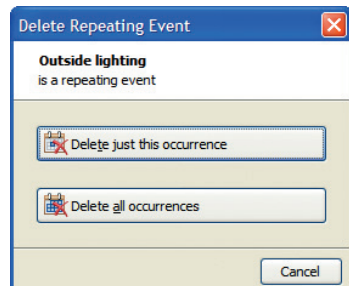 Delete Repeating Event
Outside lighting
is a repeating event
Delete just this occurrence
Delete all occurrences
Cancel